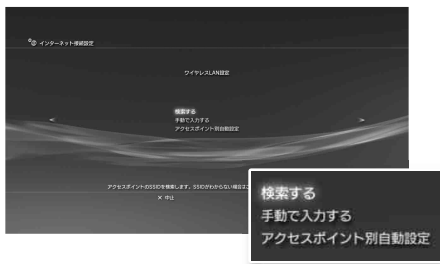 インターネット接続設定
ワイヤレスLAN設定
検索する
手動で入力する
アクセスポイント別自動設定
アクセスポイントのSSIDを検索します。SSIDがわからない場合は
× 中止
検索する
手動で入力する
アクセスポイント別自動設定